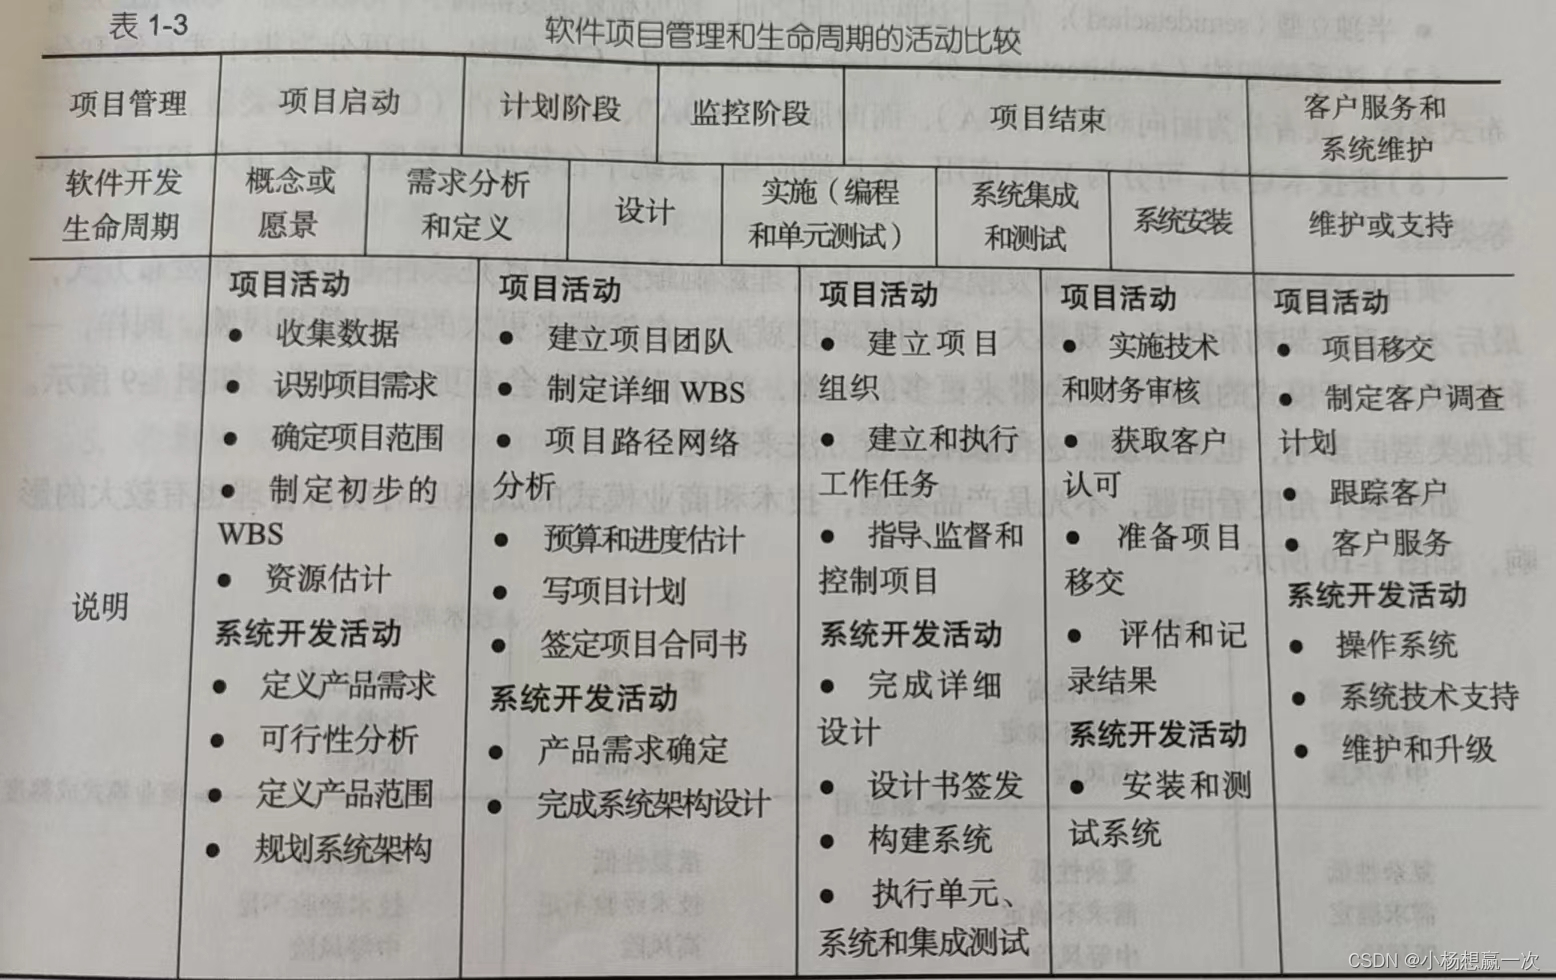 表 1-3
软件项目管理和生命周期的活动比较
项目管理
项目启动
计划阶段
监控阶段
项目结束
客户服务和
系统维护
软件开发
生命周期
概念或
愿景
需求分析
和定义
设计
实施（编程
和单元测试）
系统集成
和测试
系统安装
维护或支持
说明
项目活动
● 收集数据
● 识别项目需求
● 确定项目范围
● 制定初步的
WBS
● 资源估计
系统开发活动
● 定义产品需求
● 可行性分析
● 定义产品范围
● 规划系统架构
项目活动
● 建立项目团队
● 制定详细 WBS
● 项目路径网络
分析
● 预算和进度估计
● 写项目计划
● 签定项目合同书
系统开发活动
● 产品需求确定
● 完成系统架构设计
项目活动
● 建立项目
组织
● 建立和执行
工作任务
● 指导、监督和
控制项目
系统开发活动
● 完成详细
设计
● 设计书签发
● 构建系统
● 执行单元、
系统和集成测试
项目活动
● 实施技术
和财务审核
● 获取客户
认可
● 准备项目
移交
● 评估和记
录结果
系统开发活动
● 安装和测
试系统
项目活动
● 项目移交
● 制定客户调查
计划
● 跟踪客户
● 客户服务
系统开发活动
● 操作系统
● 系统技术支持
● 维护和升级
CSDN @小杨想赢一次